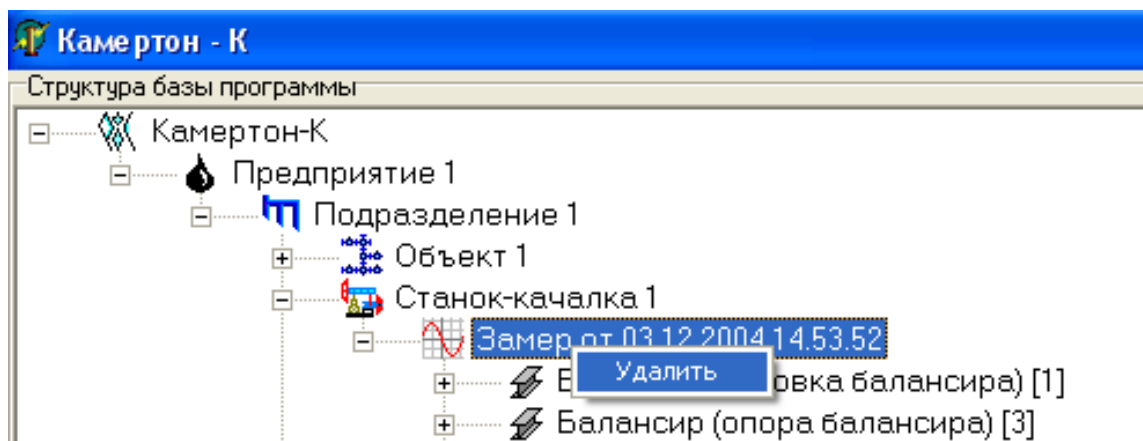 Камертон - К
Структура базы программы
Камертон-К
Предприятие 1
Подразделение 1
Объект 1
Станок-качалка 1
Замер от 03.12.2004 14.53.52
Удалить
балансира) [1]
Балансир (опора балансира) [3]